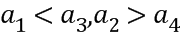 a₁ < a₃,a₂ > a₄